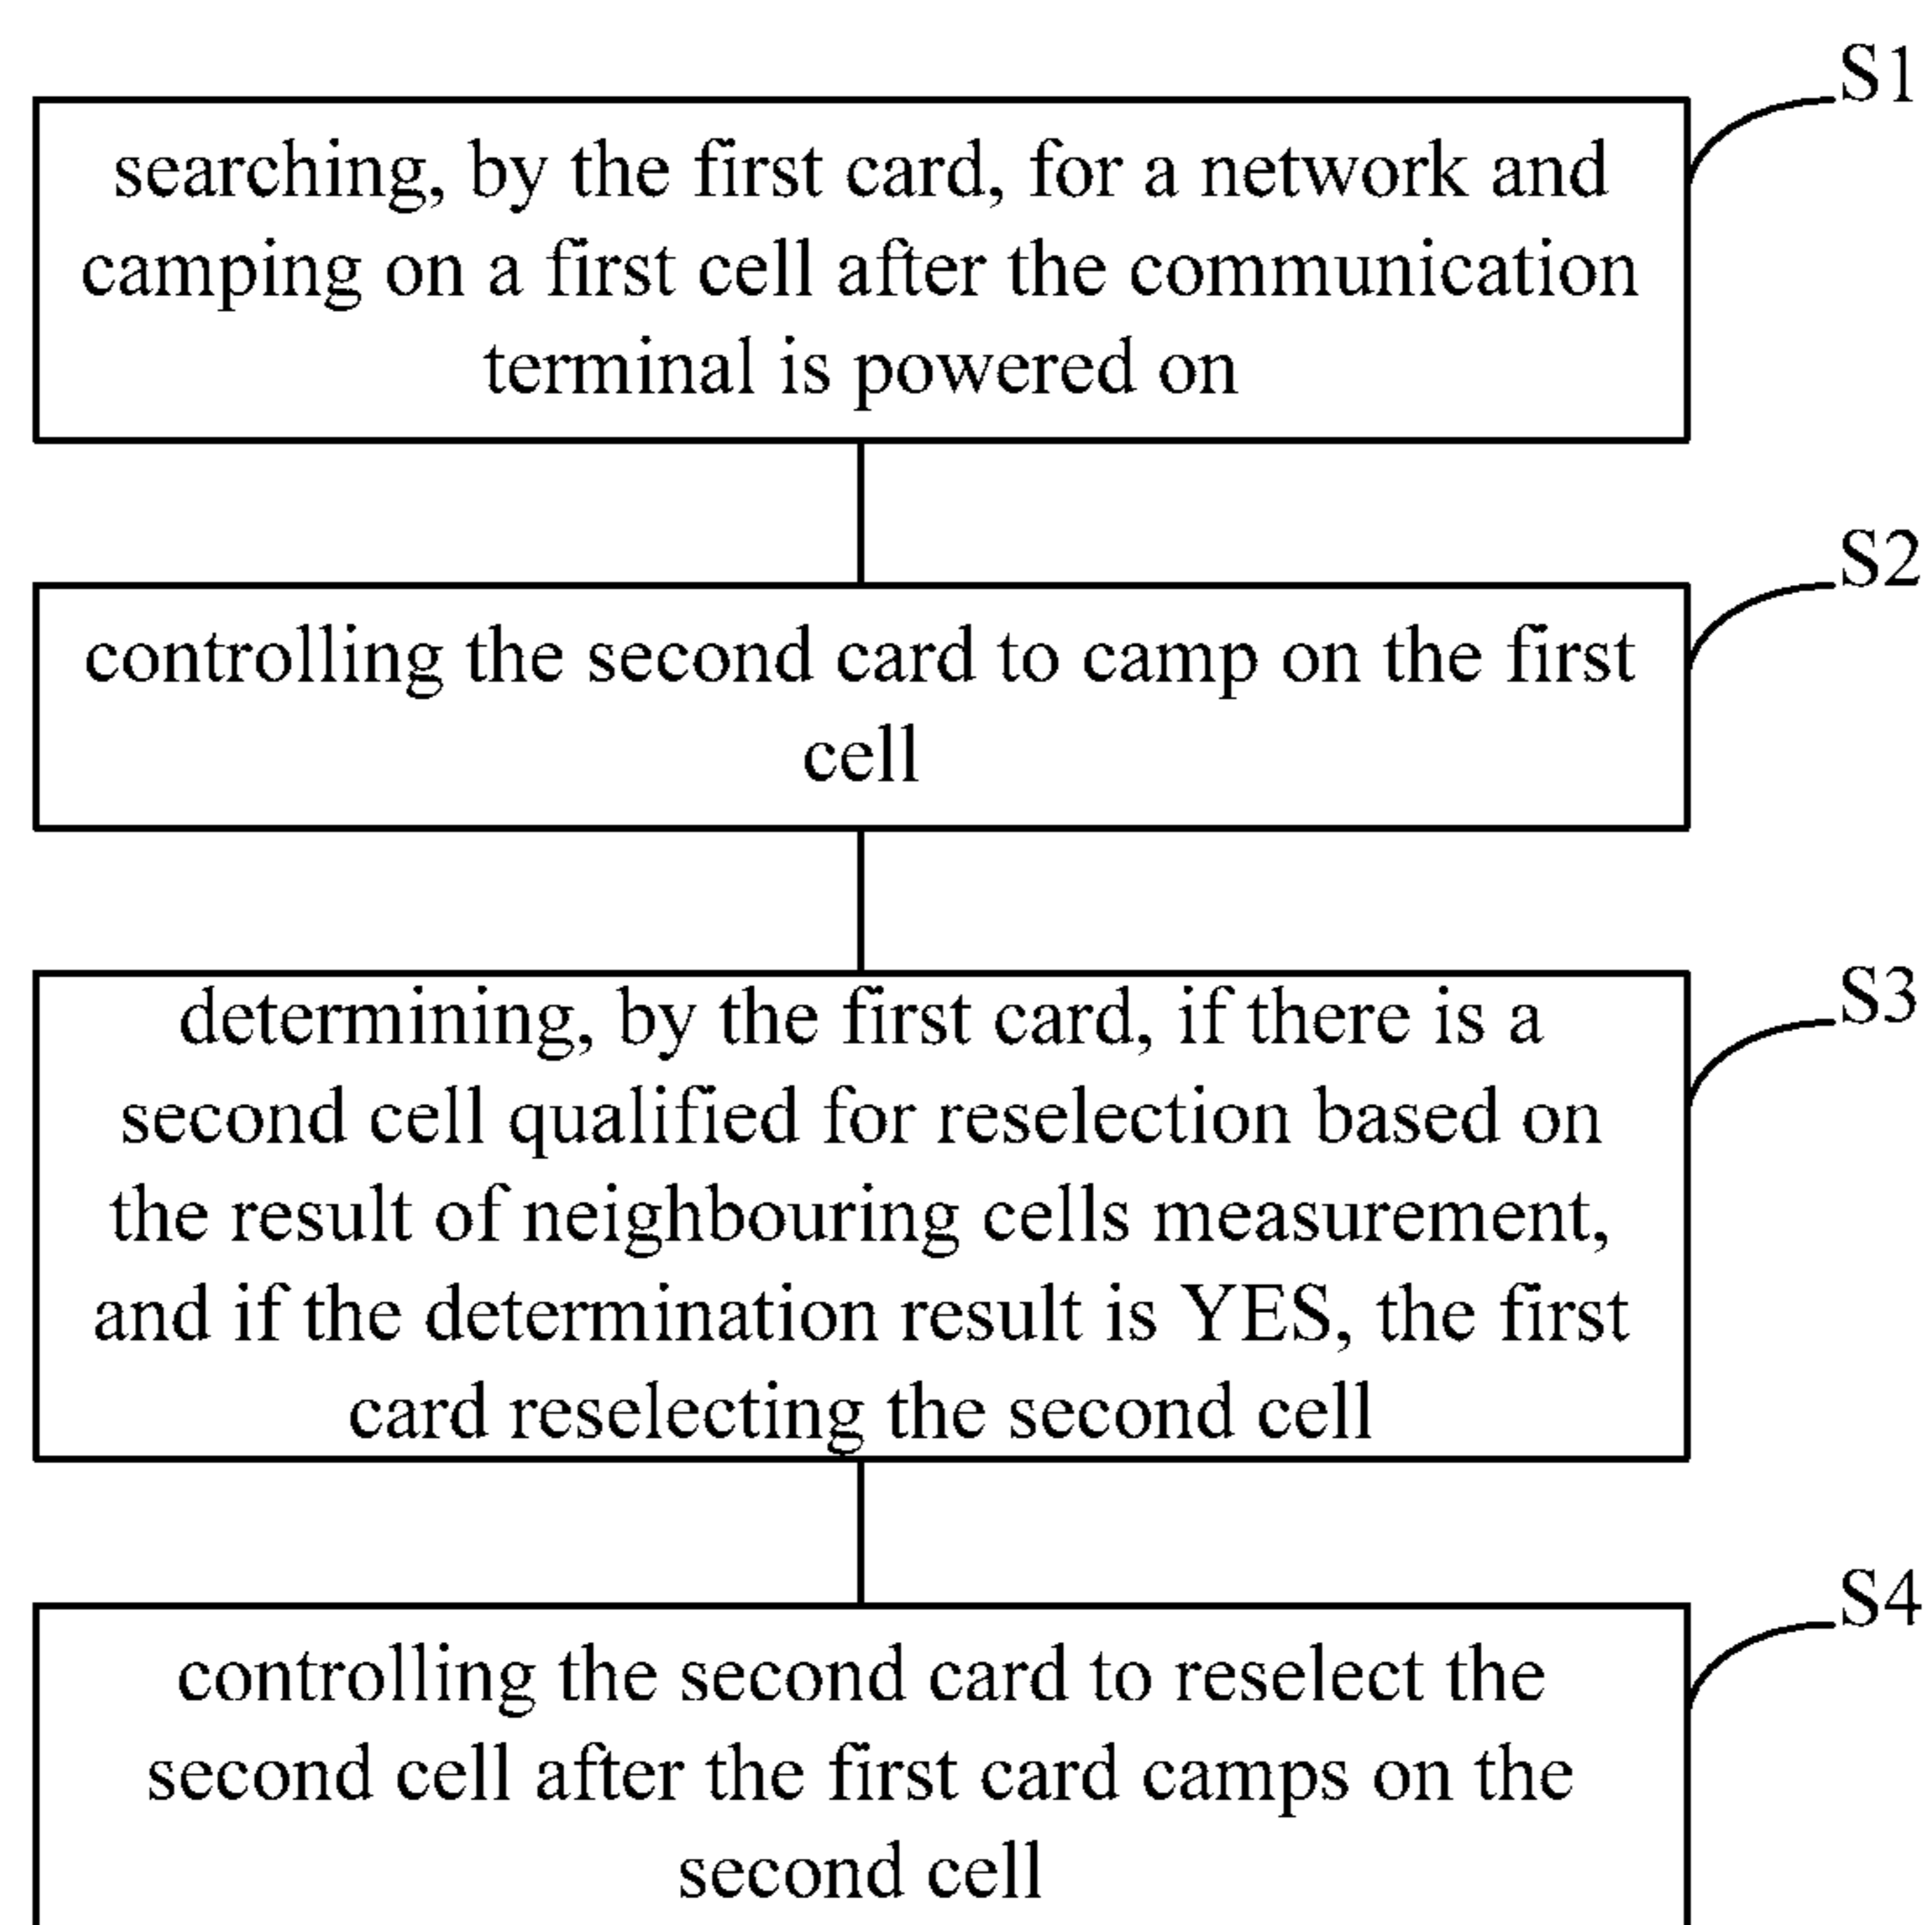 S1
searching, by the first card, for a network and
camping on a first cell after the communication
terminal is powered on
S2
controlling the second card to camp on the first
cell
S3
determining, by the first card, if there is a
second cell qualified for reselection based on
the result of neighbouring cells measurement,
and if the determination result is YES, the first
card reselecting the second cell
S4
controlling the second card to reselect the
second cell after the first card camps on the
second cell